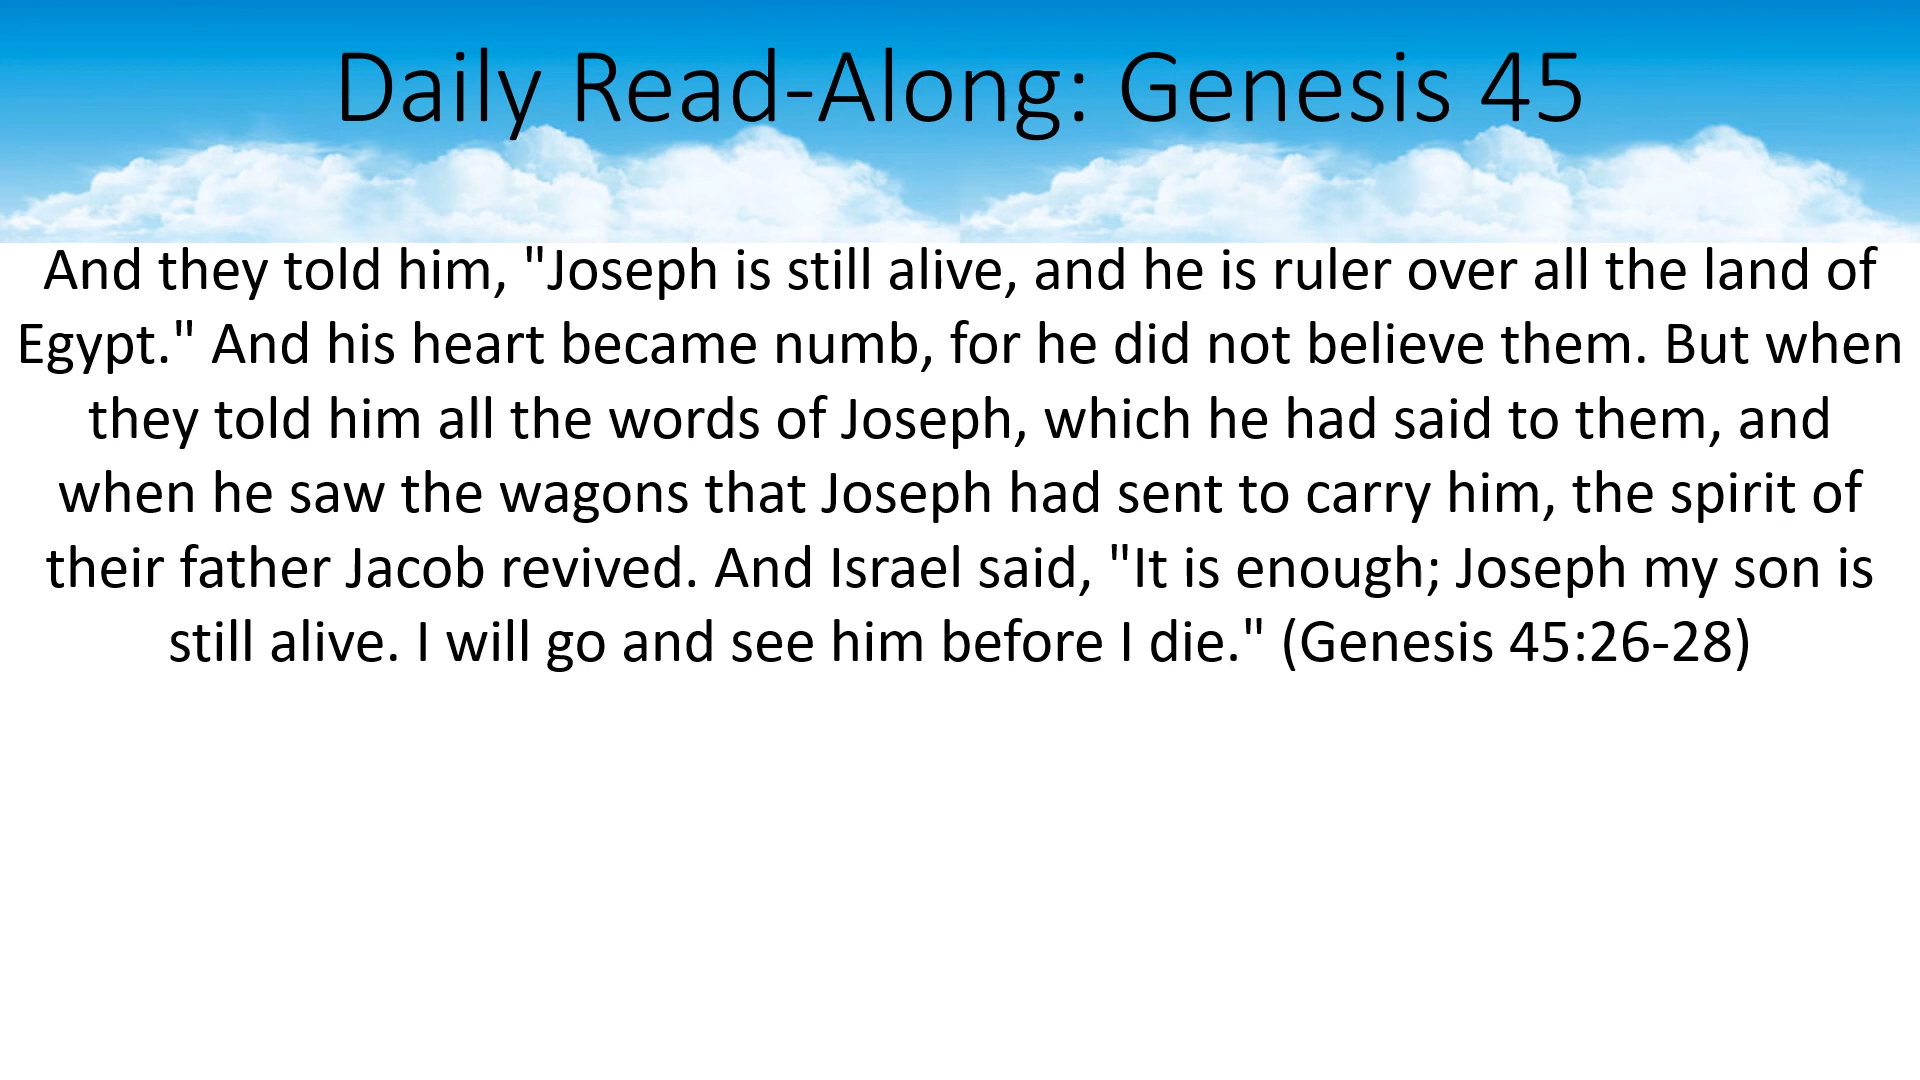 Daily Read-Along: Genesis 45
And they told him, "Joseph is still alive, and he is ruler over all the land of
Egypt." And his heart became numb, for he did not believe them. But when
they told him all the words of Joseph, which he had said to them, and
when he saw the wagons that Joseph had sent to carry him, the spirit of
their father Jacob revived. And Israel said, "It is enough; Joseph my son is
still alive. I will go and see him before I die." (Genesis 45:26-28)